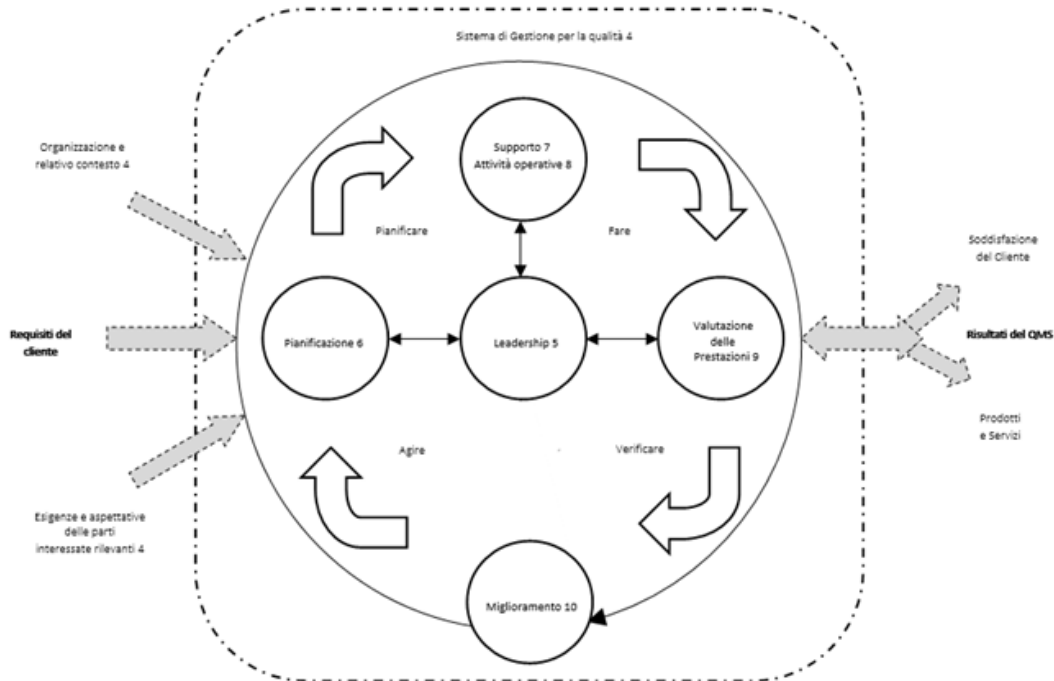 Sistema di Gestione per la qualità 4
Organizzazione e
relativo contesto 4
Supporto 7
Attività operative 8
Pianificare
Fare
Soddisfazione
del Cliente
Requisiti del
cliente
Pianificazione 6
Leadership 5
Valutazione
delle
Prestazioni 9
Risultati del QMS
Agire
Verificare
Prodotti
e Servizi
Esigenze e aspettative
delle parti
interessate rilevanti 4
Miglioramento 10